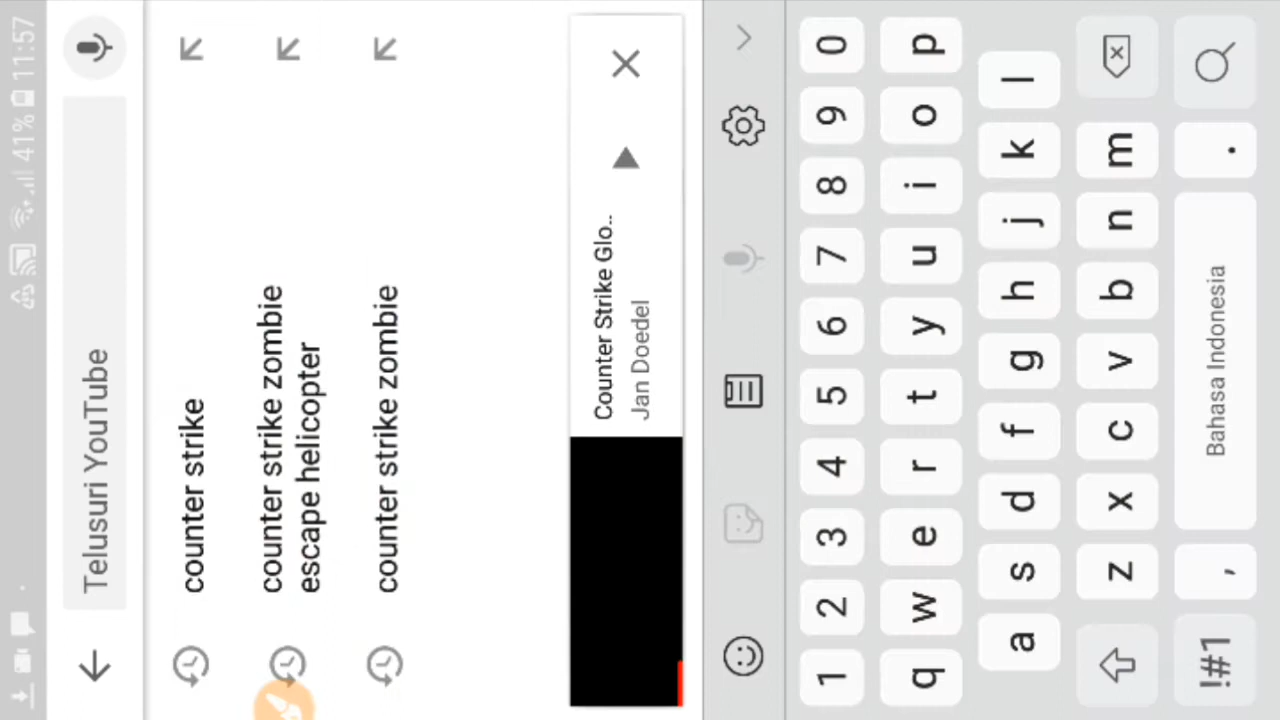 41% 11:57
Telusuri YouTube
counter strike
counter strike zombie
escape helicopter
counter strike zombie
Counter Strike Glo..
Jan Doedel
1 2 3 4 5 6 7 8 9 0
q w e r t y u i o p
a s d f g h j k l
z x c v b n m
!#1 , Bahasa Indonesia .